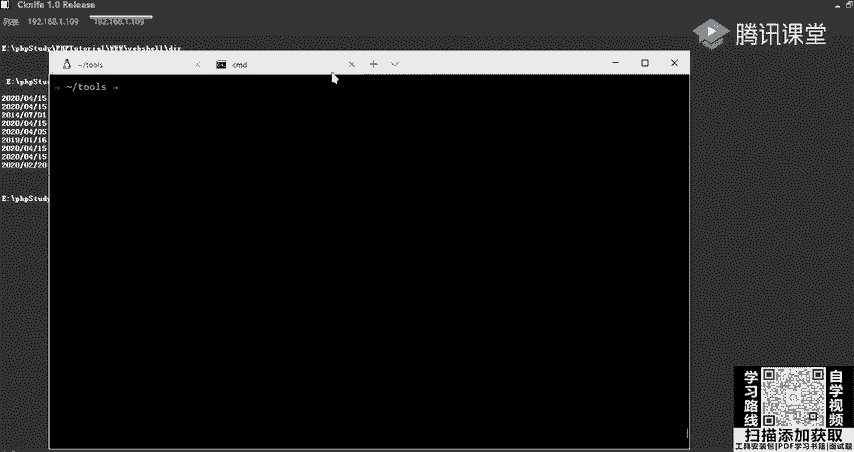 Cknife 1.0 Release
列表 192.168.1.109 192.168.1.109
腾讯课堂
E:\phpStudy\PHPTutorial\WWW\webshell\dir
~/tools
cmd
E:\phpStudy
→ ~/tools →
2020/04/15
2020/04/15
2014/07/01
2020/04/15
2020/04/05
2019/01/16
2020/04/15
2020/04/15
2020/02/20
E:\phpStudy
学习路线
自学视频
扫描添加获取
工具安装包|PDF学习书籍|面试题